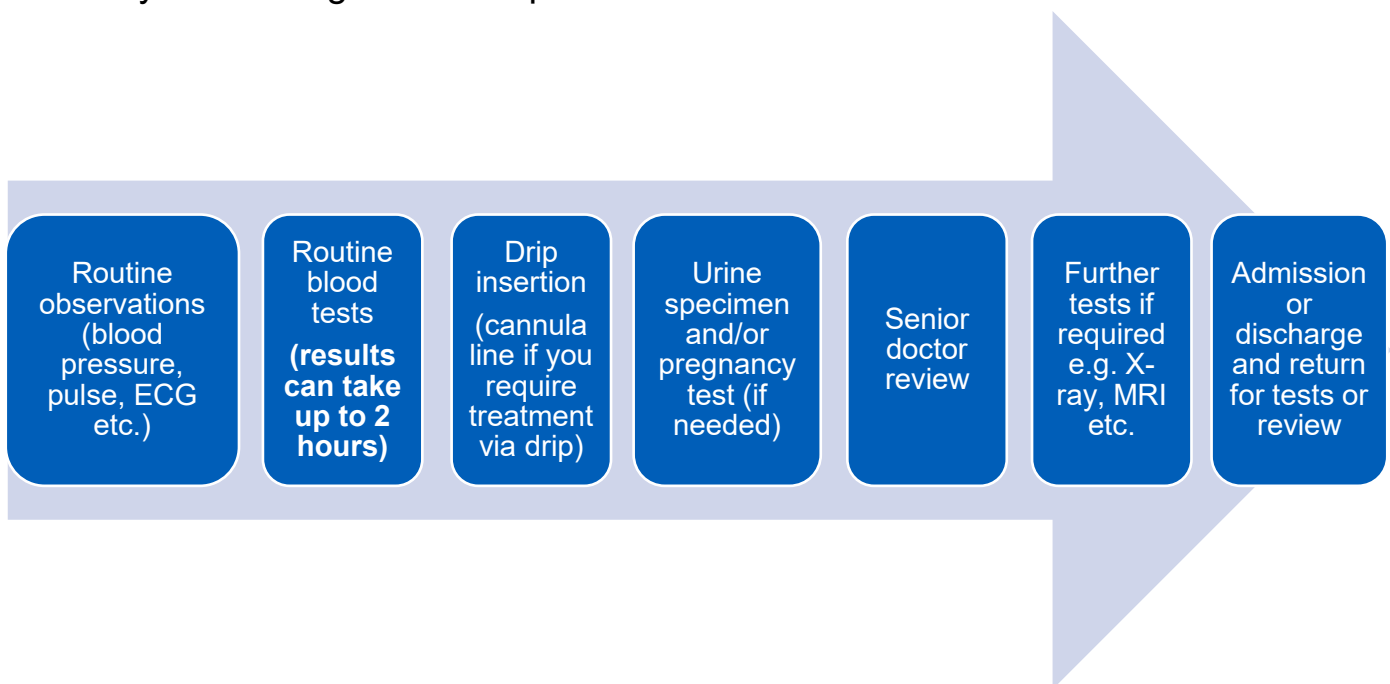 Routine
observations
(blood
pressure,
pulse, ECG
etc.)
Routine
blood
tests
(results
can take
up to 2
hours)
Drip
insertion
(cannula
line if you
require
treatment
via drip)
Urine
specimen
and/or
pregnancy
test (if
needed)
Senior
doctor
review
Further
tests if
required
e.g. X-
ray, MRI
etc.
Admission
or
discharge
and return
for tests or
review